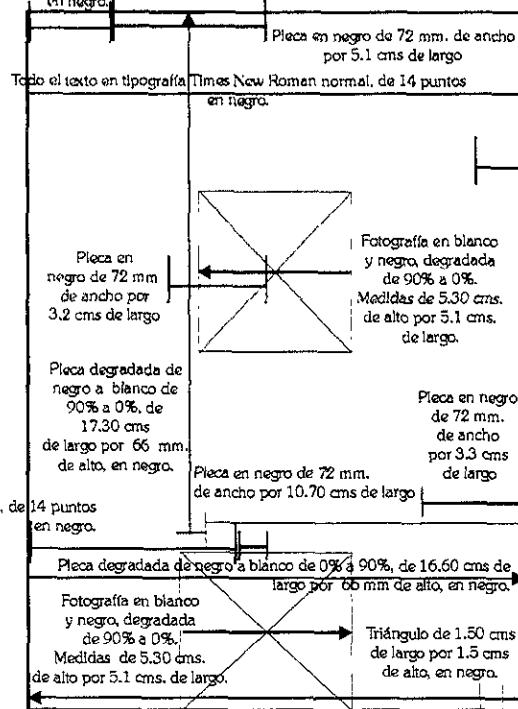 en negro.
Pleca en negro de 72 mm. de ancho
por 5.1 cms de largo
Todo el texto en tipografía Times New Roman normal, de 14 puntos
en negro.
Pleca en
negro de 72 mm
de ancho por
3.2 cms de largo
Fotografía en blanco
y negro, degradada
de 90% a 0%.
Medidas de 5.30 cms.
de alto por 5.1 cms.
de largo.
Pleca degradada de
negro a blanco de
90% a 0%, de
17.30 cms
de largo por 66 mm.
de alto, en negro.
Pleca en negro
de 72 mm.
de ancho
por 3.3 cms
de largo
Pleca en negro de 72 mm.
de ancho por 10.70 cms de largo
, de 14 puntos
en negro.
Pleca degradada de negro a blanco de 0% a 90%, de 16.60 cms de
largo por 66 mm de alto, en negro.
Fotografía en blanco
y negro, degradada
de 90% a 0%.
Medidas de 5.30 cms.
de alto por 5.1 cms. de largo.
Triángulo de 1.50 cms
de largo por 1.5 cms
de alto, en negro.